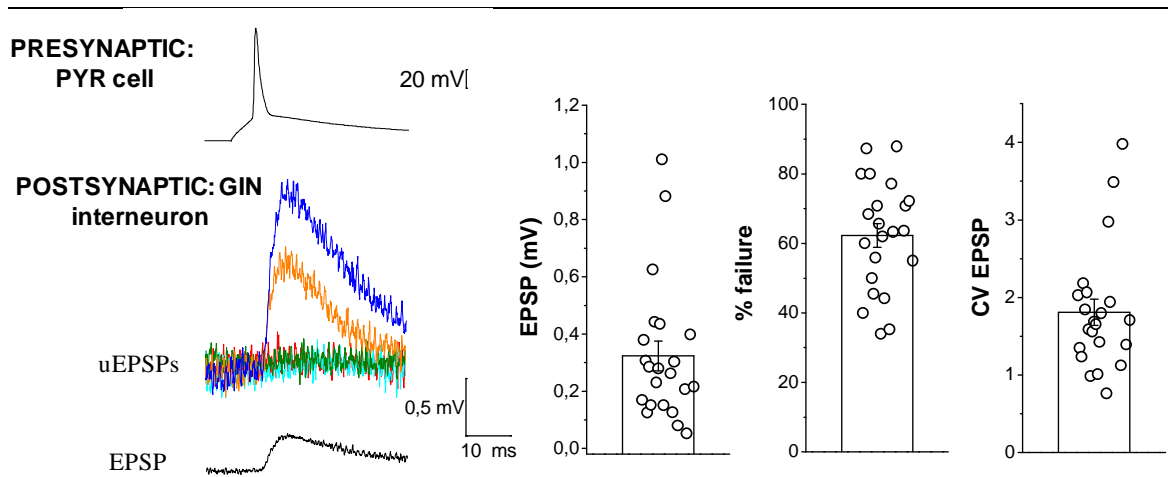 PRESYNAPTIC:
PYR cell
20 mV
POSTSYNAPTIC: GIN
interneuron
uEPSPs
0,5 mV
10 ms
EPSP
EPSP (mV)
1,2
1,0
0,8
0,6
0,4
0,2
0,0
% failure
100
80
60
40
20
0
CV EPSP
4
3
2
1
0